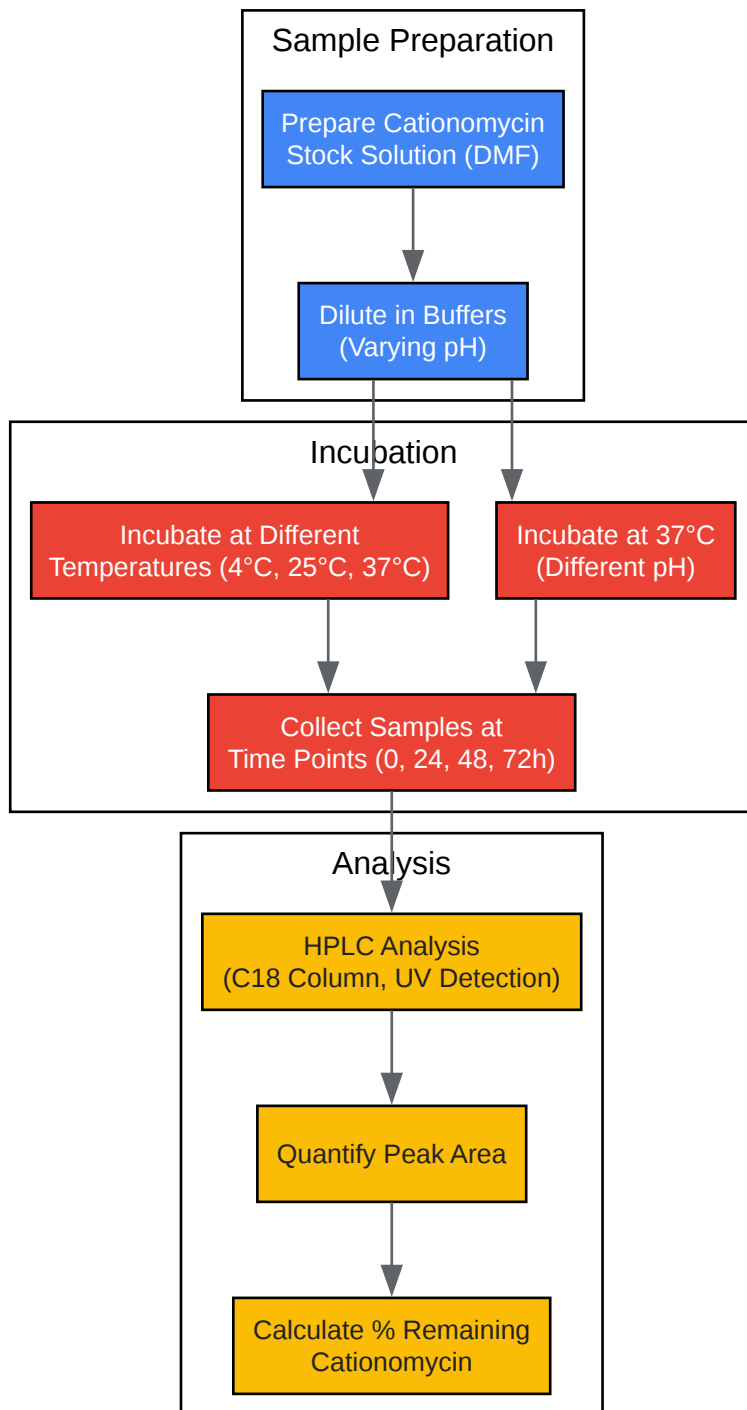 Sample Preparation
Prepare Cationomycin
Stock Solution (DMF)
Dilute in Buffers
(Varying pH)
Incubation
Incubate at Different
Temperatures (4°C, 25°C, 37°C)
Incubate at 37°C
(Different pH)
Collect Samples at
Time Points (0, 24, 48, 72h)
Analysis
HPLC Analysis
(C18 Column, UV Detection)
Quantify Peak Area
Calculate % Remaining
Cationomycin